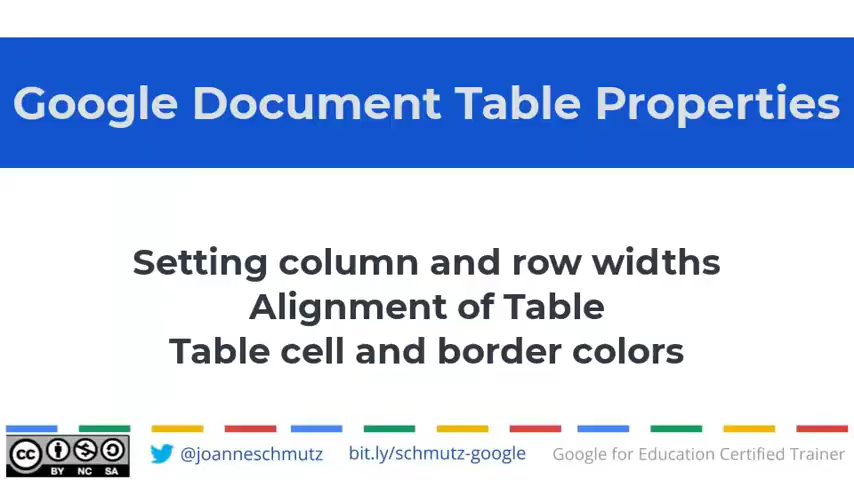 Google Document Table Properties
Setting column and row widths
Alignment of Table
Table cell and border colors
cc BY NC SA @joanneschmutz bit.ly/schmutz-google Google for Education Certified Trainer